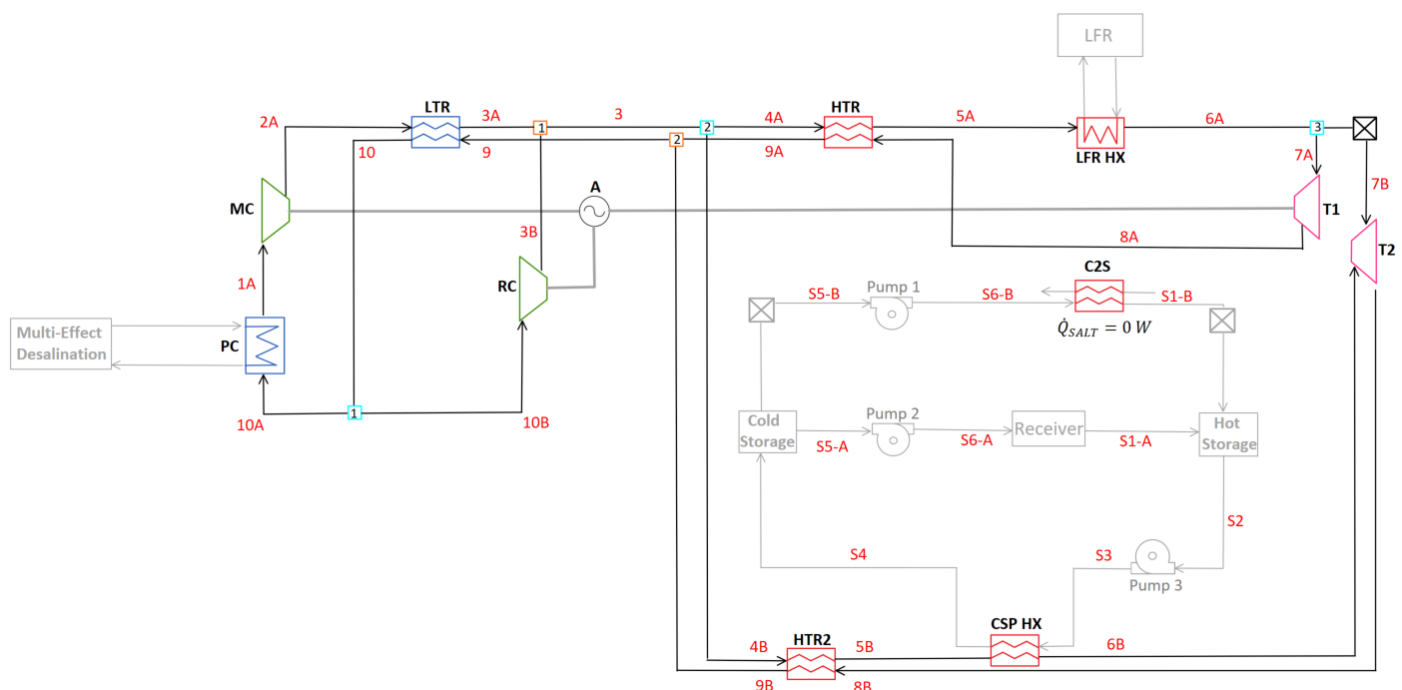 LFR
LTR
HTR
2A
3A
1
3
2
4A
5A
6A
3
10
9
2
9A
LFR HX
7A
7B
MC
A
T1
3B
8A
T2
RC
C2S
1A
Pump 1
S5-B
S6-B
S1-B
Multi-Effect
Desalination
PC
Q̇SALT = 0 W
1
10A
10B
Cold
Storage
Pump 2
S5-A
S6-A
Receiver
S1-A
Hot
Storage
S2
S4
S3
Pump 3
CSP HX
HTR2
4B
5B
6B
9B
8B